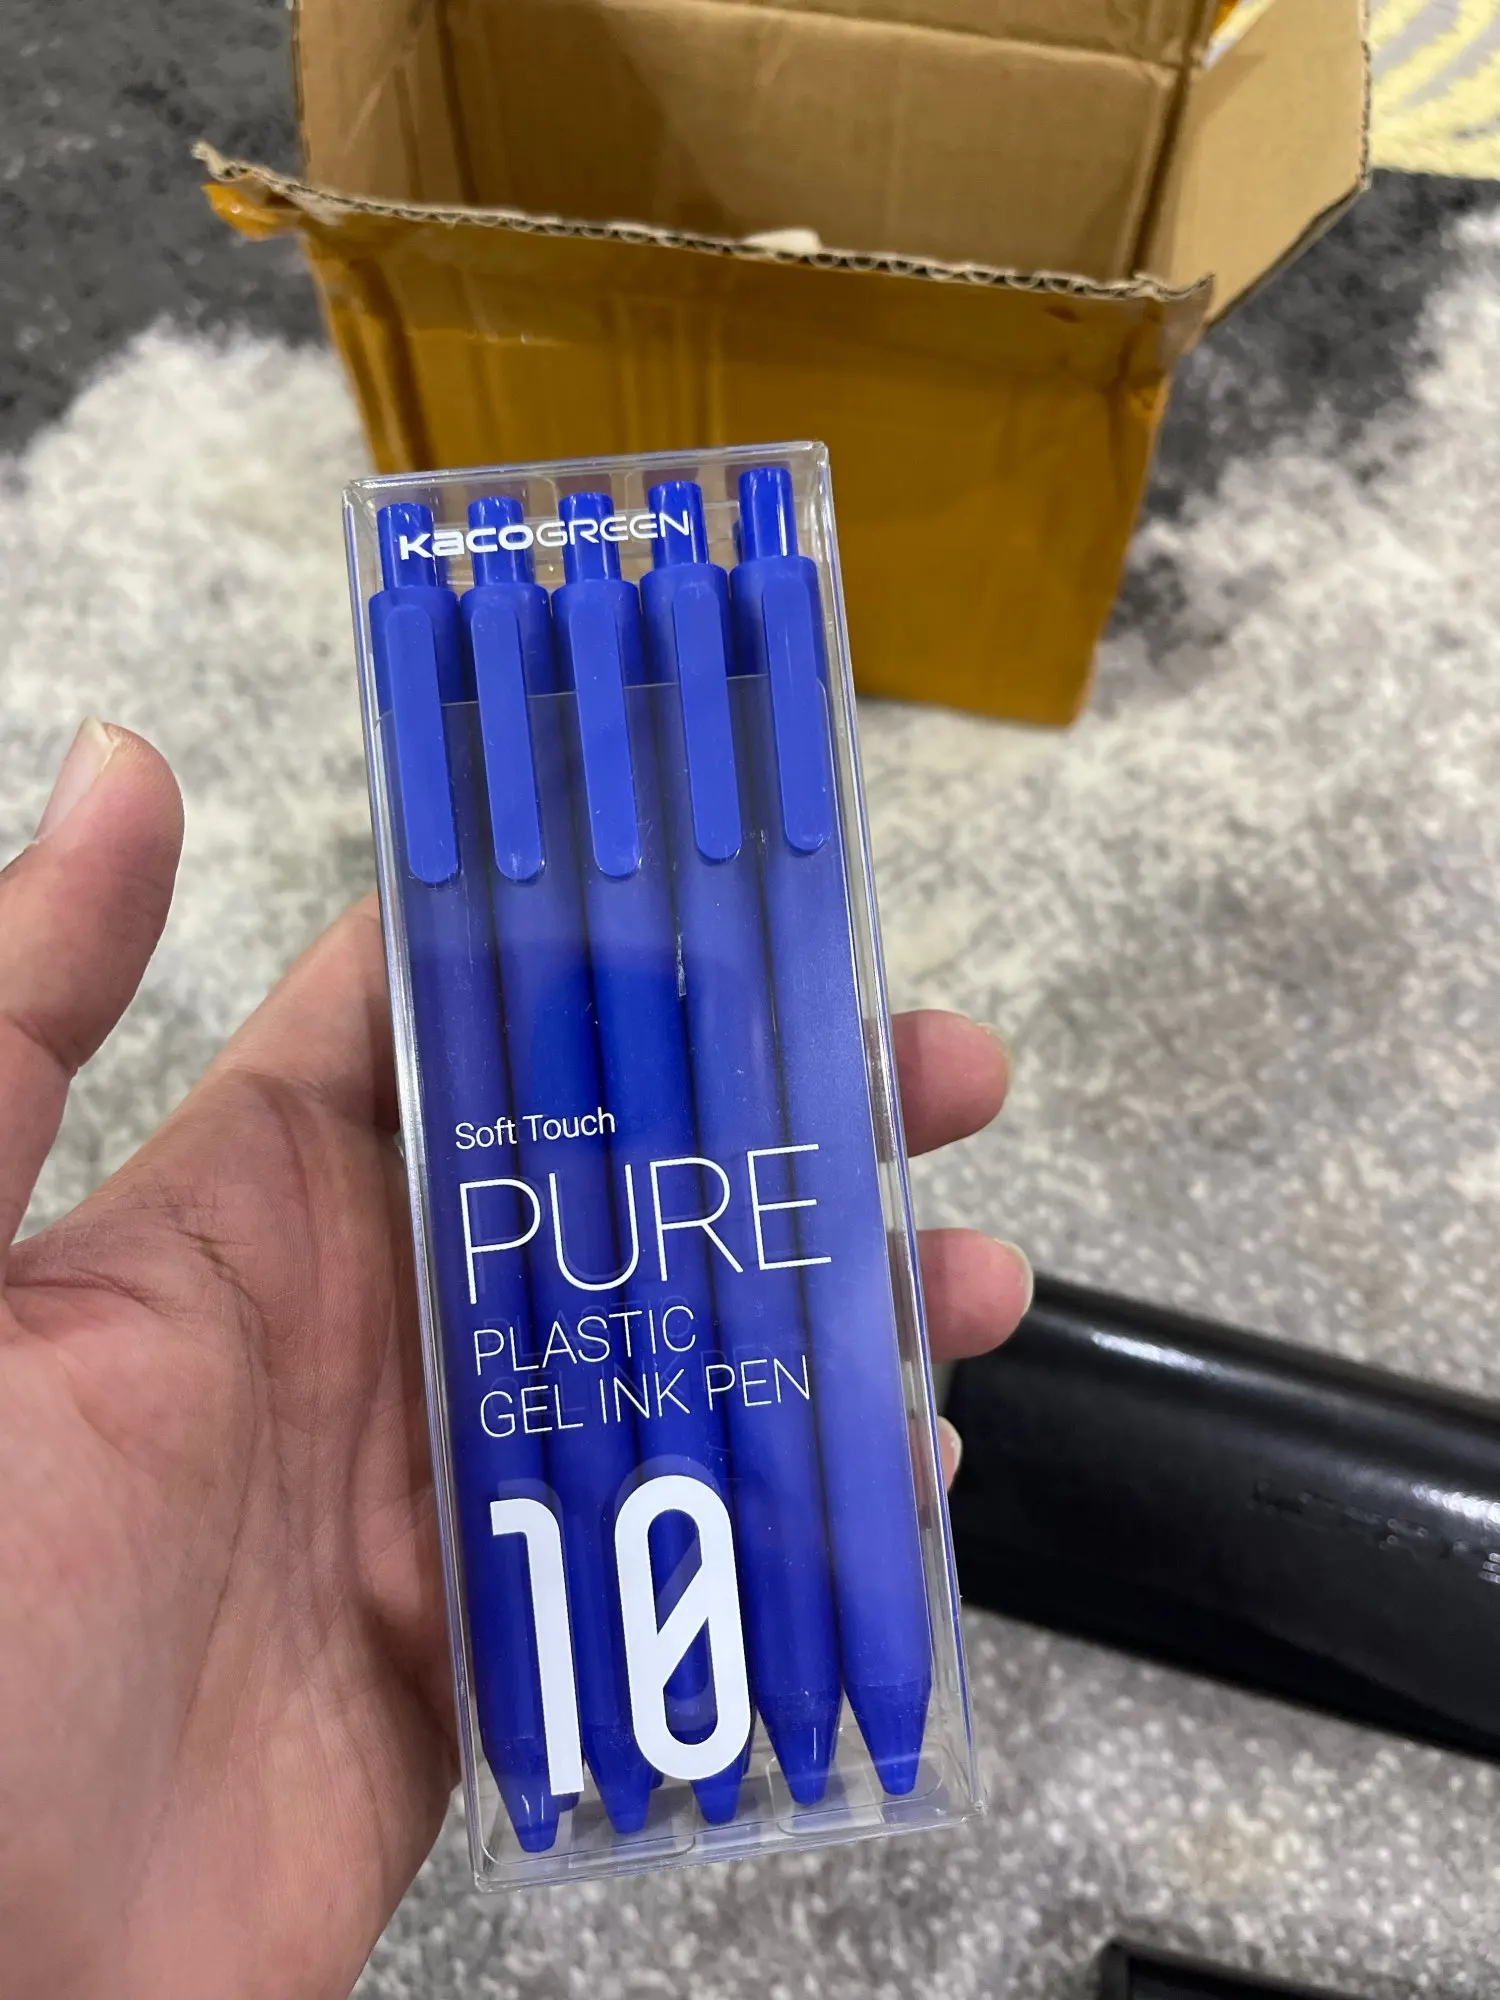 KacoGREEN
Soft Touch
PURE
PLASTIC
GEL INK PEN
10